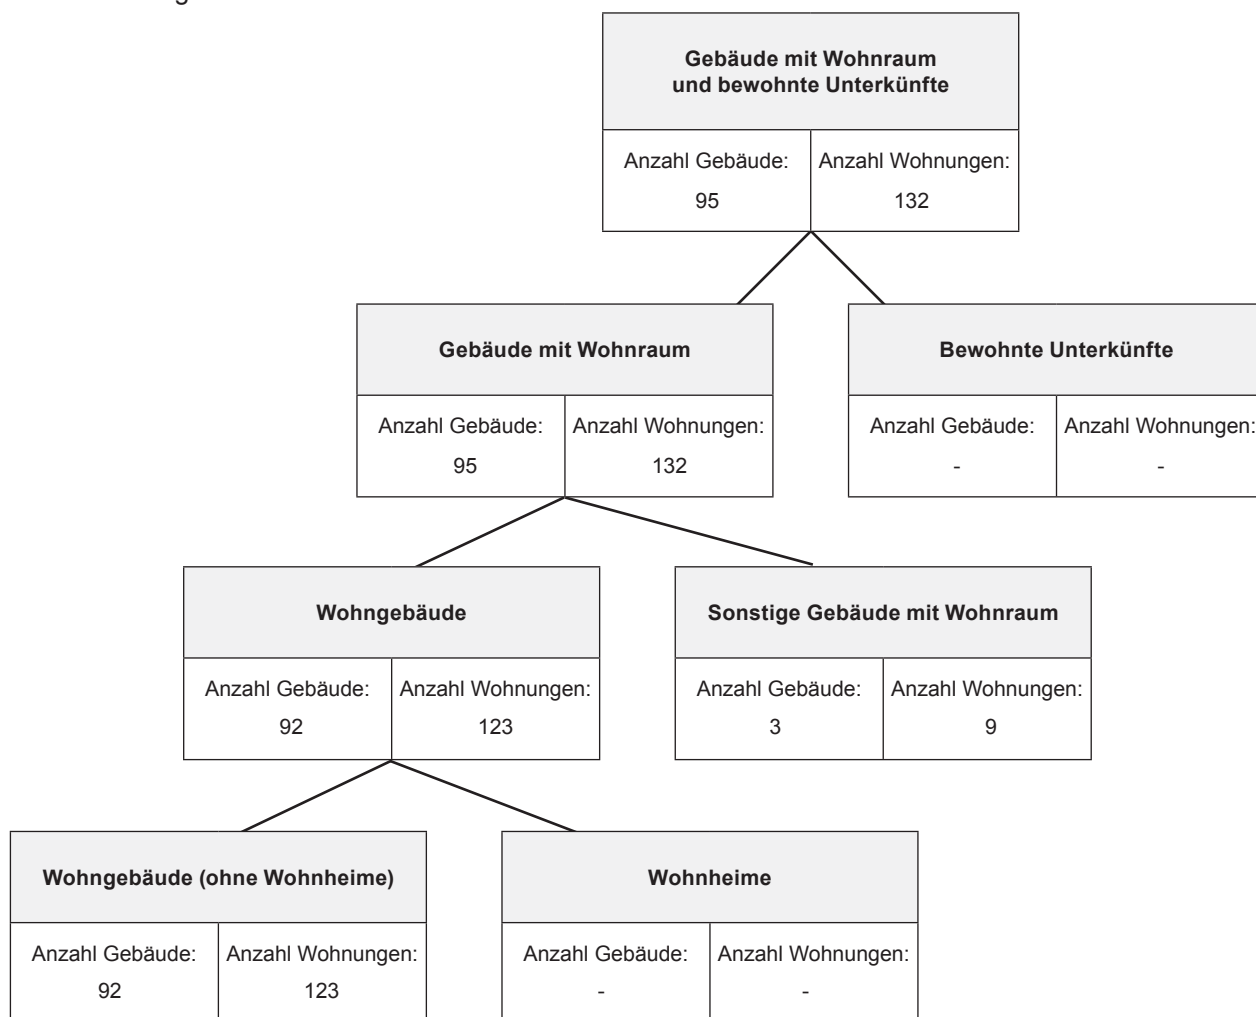 Gebäude mit Wohnraum
und bewohnte Unterkünfte
Anzahl Gebäude: Anzahl Wohnungen:
95 132
Gebäude mit Wohnraum
Anzahl Gebäude: Anzahl Wohnungen:
95 132
Bewohnte Unterkünfte
Anzahl Gebäude: Anzahl Wohnungen:
- -
Wohngebäude
Anzahl Gebäude: Anzahl Wohnungen:
92 123
Sonstige Gebäude mit Wohnraum
Anzahl Gebäude: Anzahl Wohnungen:
3 9
Wohngebäude (ohne Wohnheime)
Anzahl Gebäude: Anzahl Wohnungen:
92 123
Wohnheime
Anzahl Gebäude: Anzahl Wohnungen:
- -